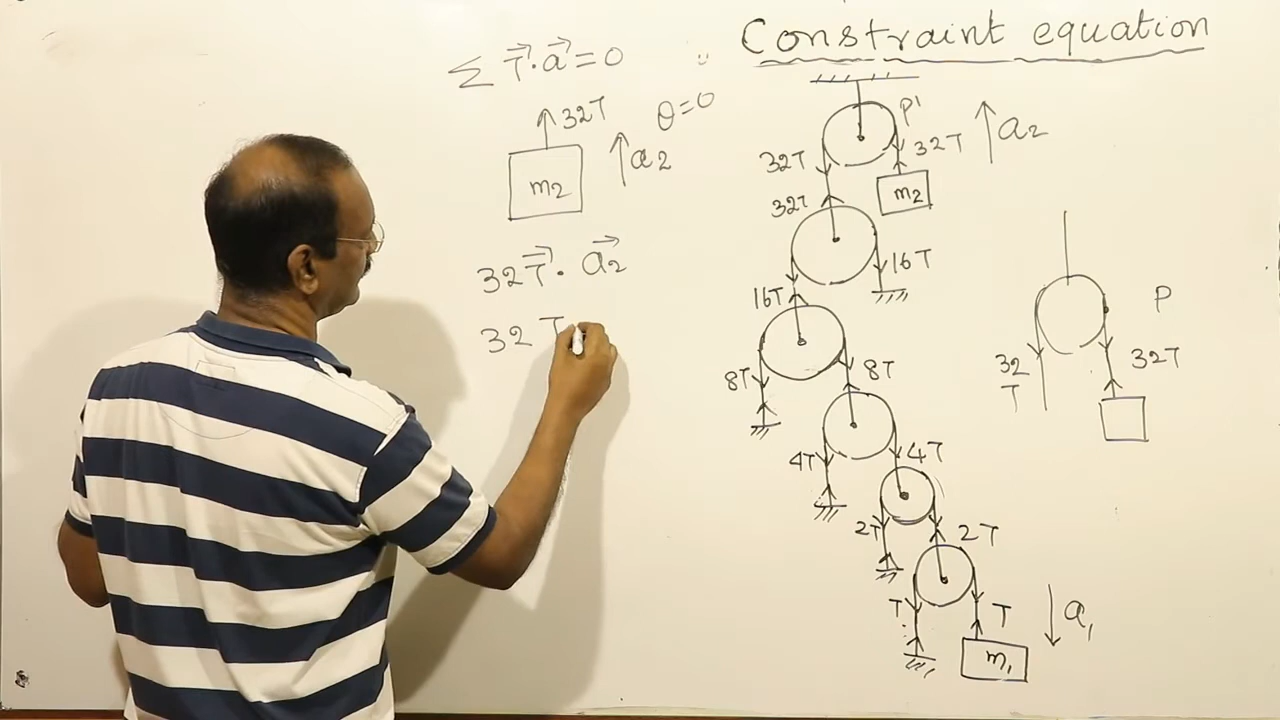 Constraint equation
Σ T⃗·a⃗ = 0
32T
θ=0
m2
↑a2
32T⃗ · a⃗2
32 T
P'
32T
32T
↑a2
m2
32T
16T
16T
8T
8T
4T
4T
2T
2T
T
T
↓a1
m1
P
32
T
32T